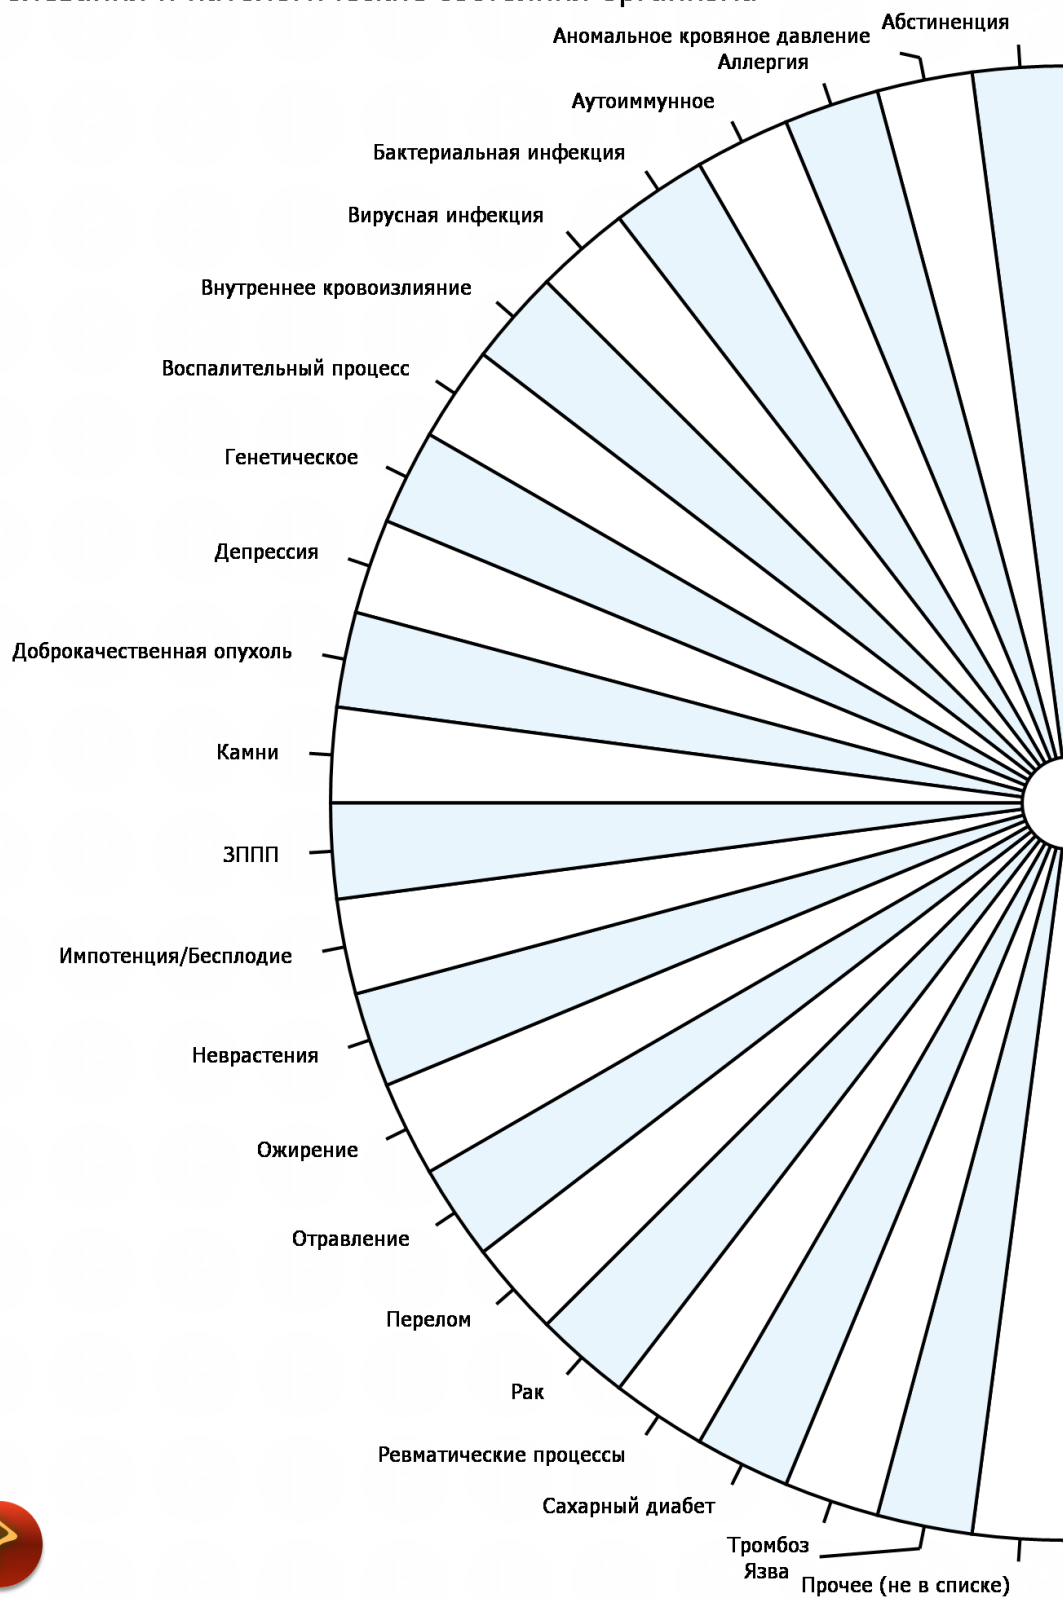 Абстиненция
Аномальное кровяное давление
Аллергия
Аутоиммунное
Бактериальная инфекция
Вирусная инфекция
Внутреннее кровоизлияние
Воспалительный процесс
Генетическое
Депрессия
Доброкачественная опухоль
Камни
ЗППП
Импотенция/Бесплодие
Неврастения
Ожирение
Отравление
Перелом
Рак
Ревматические процессы
Сахарный диабет
Тромбоз
Язва
Прочее (не в списке)